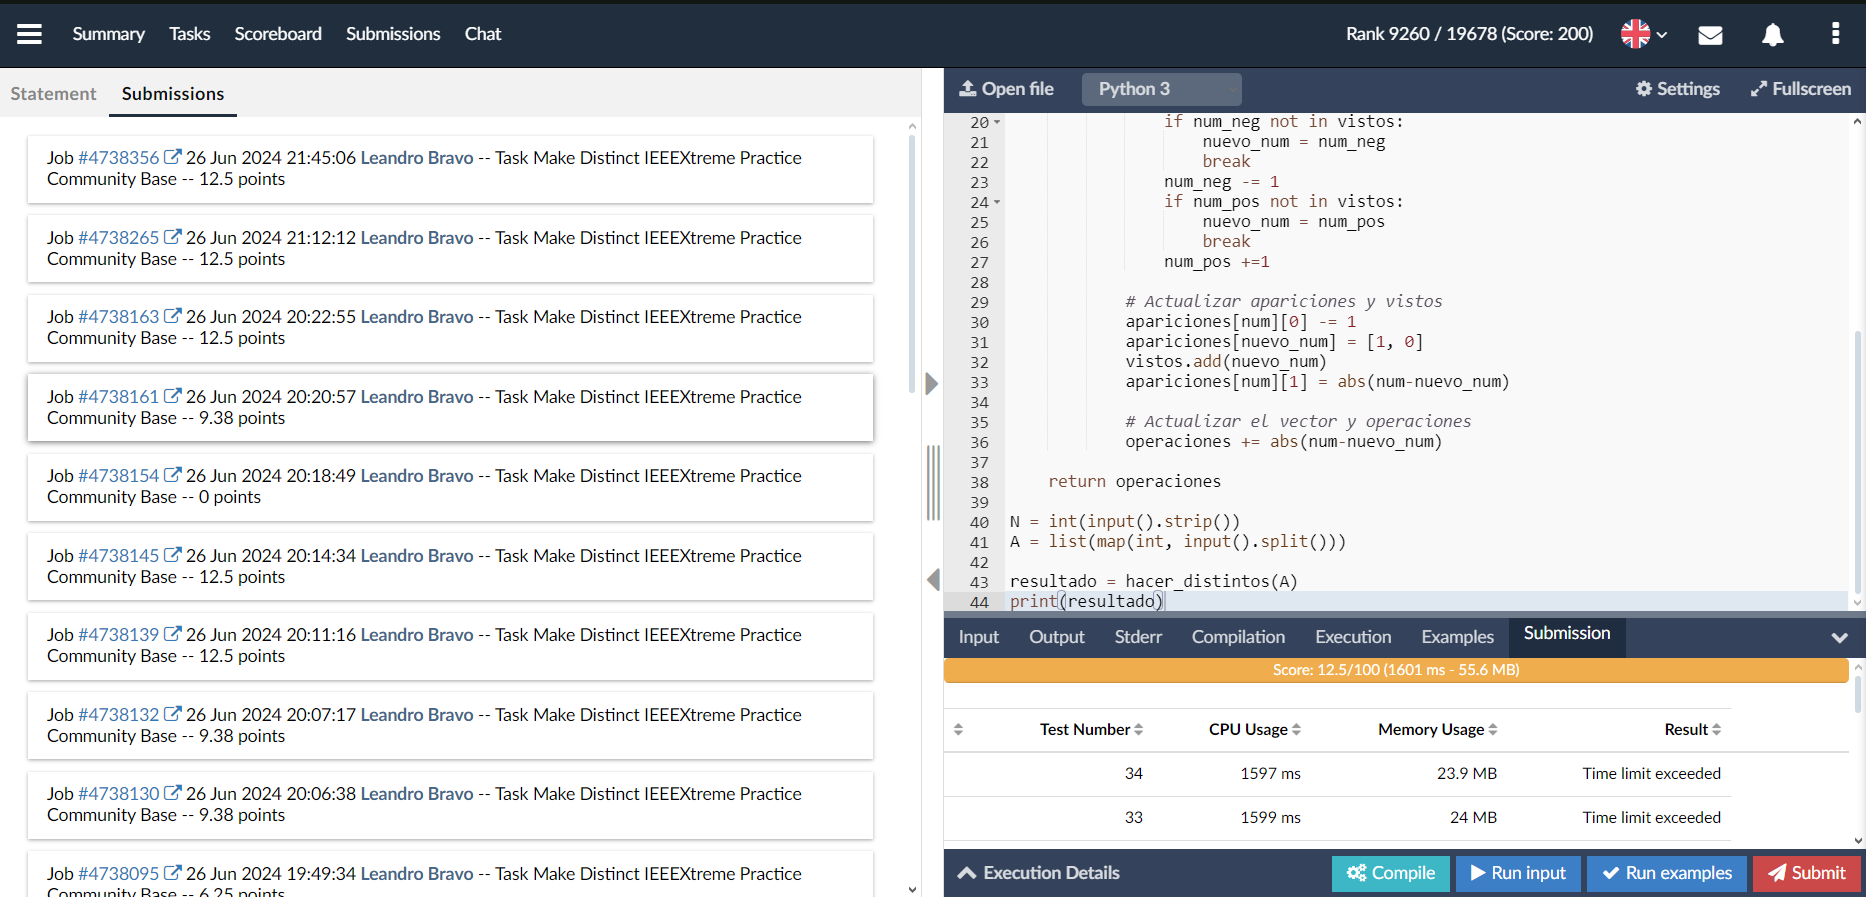 Summary Tasks Scoreboard Submissions Chat Rank 9260 / 19678 (Score: 200)
Statement Submissions
Job #4738356 26 Jun 2024 21:45:06 Leandro Bravo -- Task Make Distinct IEEEXtreme Practice
Community Base -- 12.5 points
Job #4738265 26 Jun 2024 21:12:12 Leandro Bravo -- Task Make Distinct IEEEXtreme Practice
Community Base -- 12.5 points
Job #4738163 26 Jun 2024 20:22:55 Leandro Bravo -- Task Make Distinct IEEEXtreme Practice
Community Base -- 12.5 points
Job #4738161 26 Jun 2024 20:20:57 Leandro Bravo -- Task Make Distinct IEEEXtreme Practice
Community Base -- 9.38 points
Job #4738154 26 Jun 2024 20:18:49 Leandro Bravo -- Task Make Distinct IEEEXtreme Practice
Community Base -- 0 points
Job #4738145 26 Jun 2024 20:14:34 Leandro Bravo -- Task Make Distinct IEEEXtreme Practice
Community Base -- 12.5 points
Job #4738139 26 Jun 2024 20:11:16 Leandro Bravo -- Task Make Distinct IEEEXtreme Practice
Community Base -- 12.5 points
Job #4738132 26 Jun 2024 20:07:17 Leandro Bravo -- Task Make Distinct IEEEXtreme Practice
Community Base -- 9.38 points
Job #4738130 26 Jun 2024 20:06:38 Leandro Bravo -- Task Make Distinct IEEEXtreme Practice
Community Base -- 9.38 points
Job #4738095 26 Jun 2024 19:49:34 Leandro Bravo -- Task Make Distinct IEEEXtreme Practice
Community Base -- 6.25 points
Open file Python 3 Settings Fullscreen
20 if num_neg not in vistos:
21 nuevo_num = num_neg
22 break
23 num_neg -= 1
24 if num_pos not in vistos:
25 nuevo_num = num_pos
26 break
27 num_pos +=1
28
29 # Actualizar apariciones y vistos
30 apariciones[num][0] -= 1
31 apariciones[nuevo_num] = [1, 0]
32 vistos.add(nuevo_num)
33 apariciones[num][1] = abs(num-nuevo_num)
34
35 # Actualizar el vector y operaciones
36 operaciones += abs(num-nuevo_num)
37
38 return operaciones
39
40 N = int(input().strip())
41 A = list(map(int, input().split()))
42
43 resultado = hacer_distintos(A)
44 print(resultado)
Input Output Stderr Compilation Execution Examples Submission
Score: 12.5/100 (1601 ms - 55.6 MB)
Test Number CPU Usage Memory Usage Result
34 1597 ms 23.9 MB Time limit exceeded
33 1599 ms 24 MB Time limit exceeded
Execution Details Compile Run input Run examples Submit